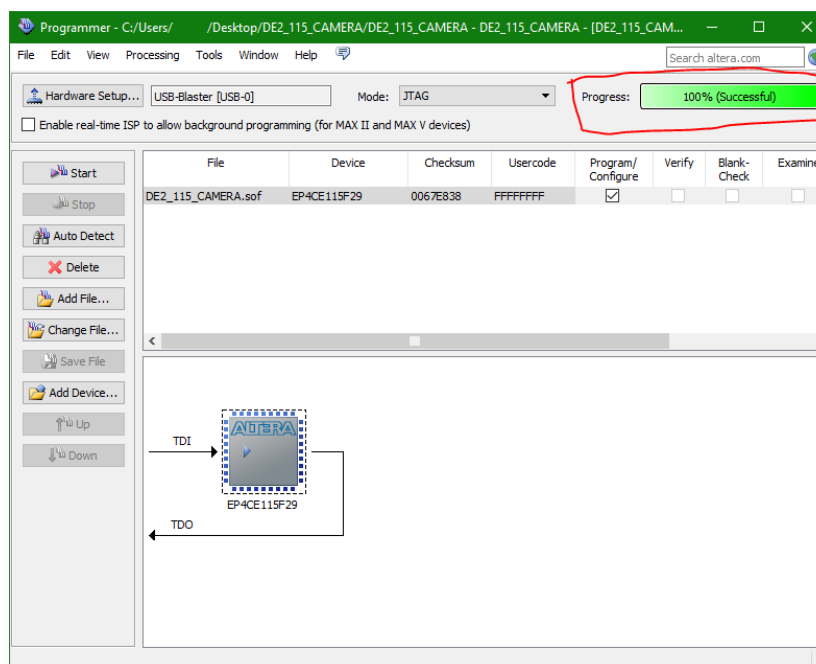 Programmer - C:/Users/ /Desktop/DE2_115_CAMERA/DE2_115_CAMERA - DE2_115_CAMERA - [DE2_115_CAM...
File Edit View Processing Tools Window Help
Search altera.com
Hardware Setup... USB-Blaster [USB-0] Mode: JTAG Progress: 100% (Successful)
Enable real-time ISP to allow background programming (for MAX II and MAX V devices)
Start
Stop
Auto Detect
Delete
Add File...
Change File...
Save File
Add Device...
Up
Down
File Device Checksum Usercode Program/ Verify Blank- Examine
Configure Check
DE2_115_CAMERA.sof EP4CE115F29 0067E838 FFFFFFFF
ALTERA
TDI
EP4CE115F29
TDO